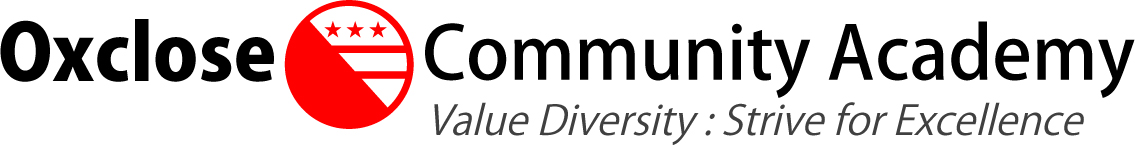 Oxclose Community Academy
Value Diversity : Strive for Excellence